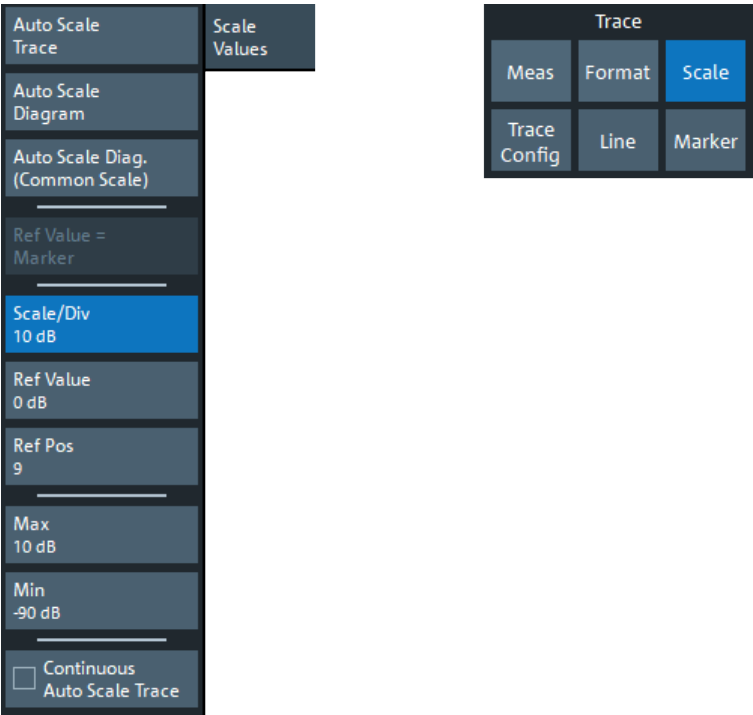 Auto Scale
Trace
Auto Scale
Diagram
Auto Scale Diag.
(Common Scale)
Ref Value =
Marker
Scale/Div
10 dB
Ref Value
0 dB
Ref Pos
9
Max
10 dB
Min
-90 dB
Continuous
Auto Scale Trace
Scale
Values
Trace
Meas
Format
Scale
Trace
Config
Line
Marker